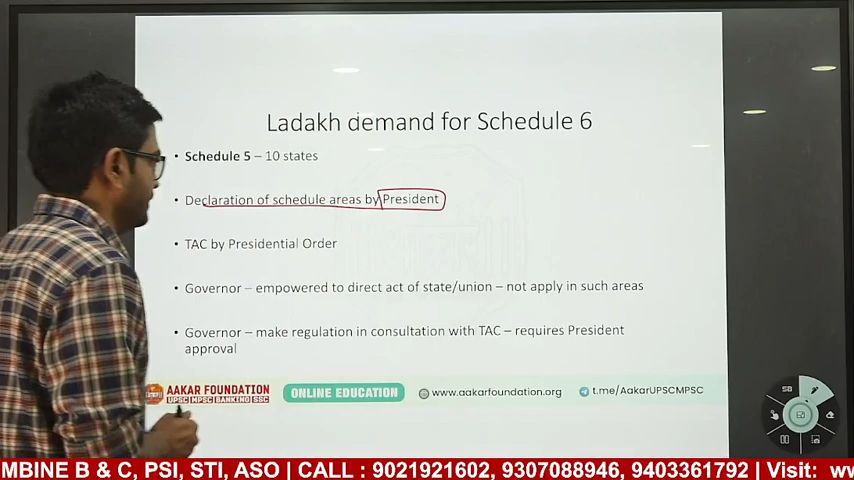 Ladakh demand for Schedule 6
• Schedule 5 – 10 states
• Declaration of schedule areas by President
• TAC by Presidential Order
• Governor – empowered to direct act of state/union – not apply in such areas
• Governor – make regulation in consultation with TAC – requires President
approval
AAKAR FOUNDATION
UPSC MPSC BANKING SSC
ONLINE EDUCATION
www.aakarfoundation.org
t.me/AakarUPSCMPSC
MBINE B & C, PSI, STI, ASO | CALL : 9021921602, 9307088946, 9403361792 | Visit: ww